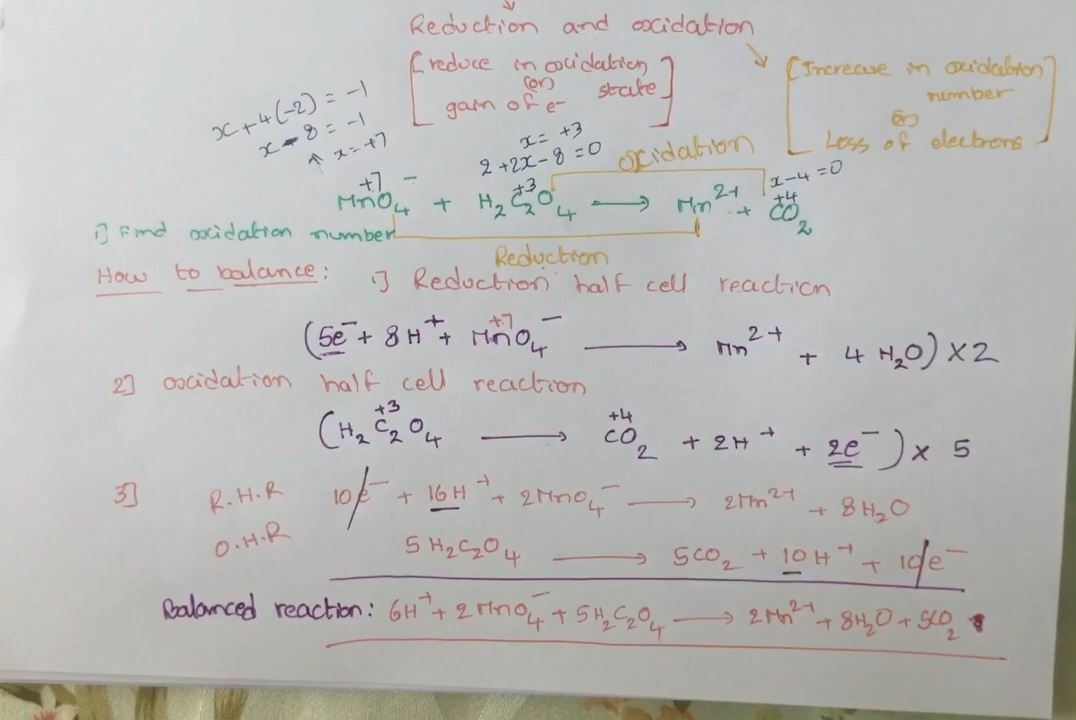 Reduction and oxidation
[reduce in oxidation (or) state gain of e-]
[Increase in oxidation number (or) Loss of electrons]
x+4(-2) = -1
x-8 = -1
x = +7
x = +3
2+2x-8=0
oxidation
x-4=0
+7 +3 +4
MnO4⁻ + H2C2O4 → Mn²⁺ + CO2
1] Find oxidation number
Reduction
How to balance: 1] Reduction half cell reaction
+7
(5e⁻ + 8H⁺ + MnO4⁻ → Mn²⁺ + 4H2O) x2
2] oxidation half cell reaction
+3 +4
(H2C2O4 → CO2 + 2H⁺ + 2e⁻) x 5
3] R.H.R 10e⁻ + 16H⁺ + 2MnO4⁻ → 2Mn²⁺ + 8H2O
O.H.R 5H2C2O4 → 5CO2 + 10H⁺ + 10e⁻
Balanced reaction: 6H⁺ + 2MnO4⁻ + 5H2C2O4 → 2Mn²⁺ + 8H2O + 5CO2